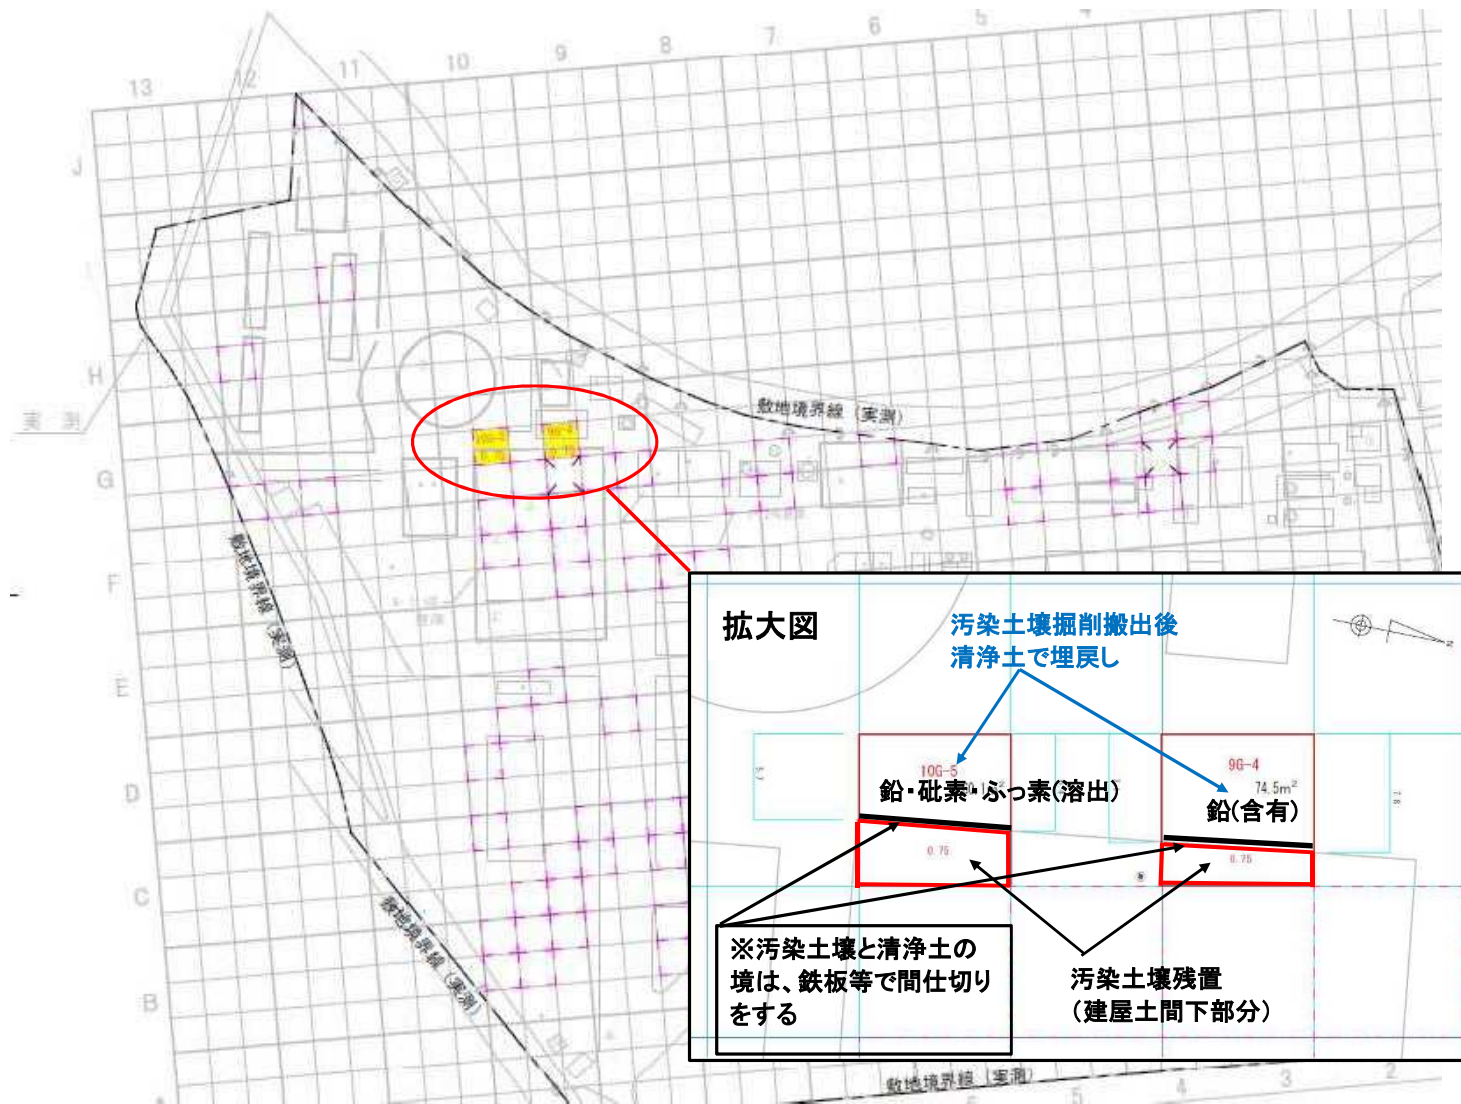 13
12
11
10
9
8
7
6
5
4
J
H
G
F
E
D
C
B
実 測
敷地境界線（実測）
敷地境界線（実測）
敷地境界線（実測）
敷地境界線（実測）
拡大図
汚染土壌掘削搬出後
清浄土で埋戻し
N
10G-5
鉛・砒素・ふっ素(溶出)
9G-4
74.5m²
鉛(含有)
0.75
0.75
※汚染土壌と清浄土の
境は、鉄板等で間仕切り
をする
汚染土壌残置
（建屋土間下部分）
5
4
3
2